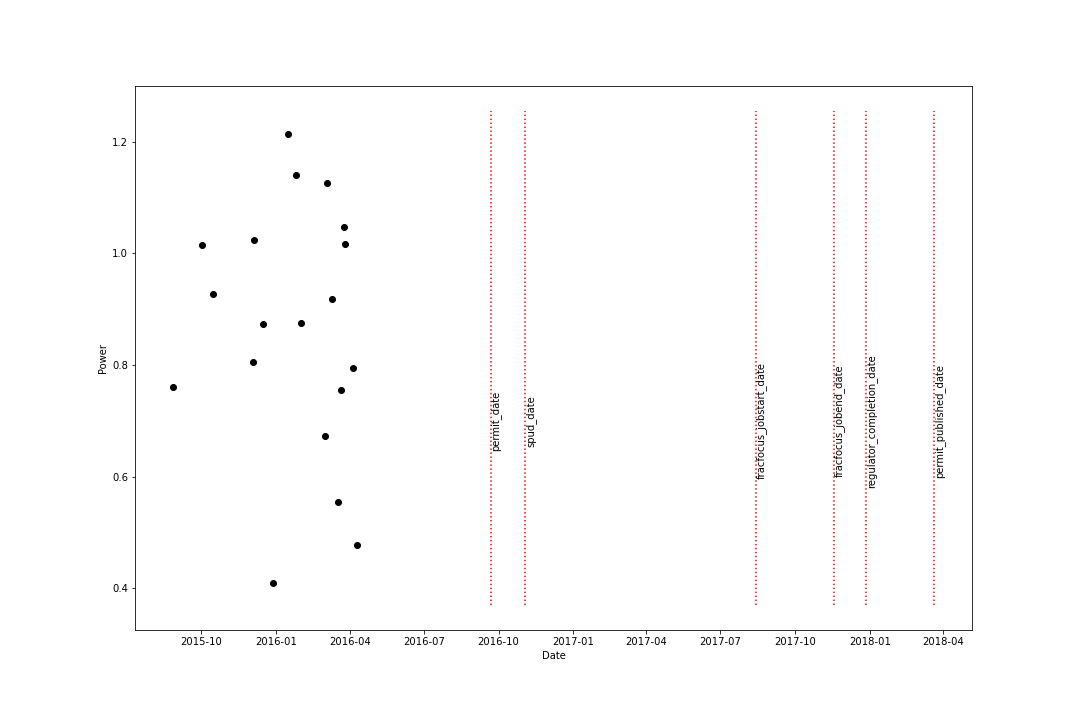 1.2
1.0
0.8
0.6
0.4
Power
permit_date
spud_date
fracfocus_jobstart_date
fracfocus_jobend_date
regulator_completion_date
permit_published_date
2015-10
2016-01
2016-04
2016-07
2016-10
2017-01
2017-04
2017-07
2017-10
2018-01
2018-04
Date